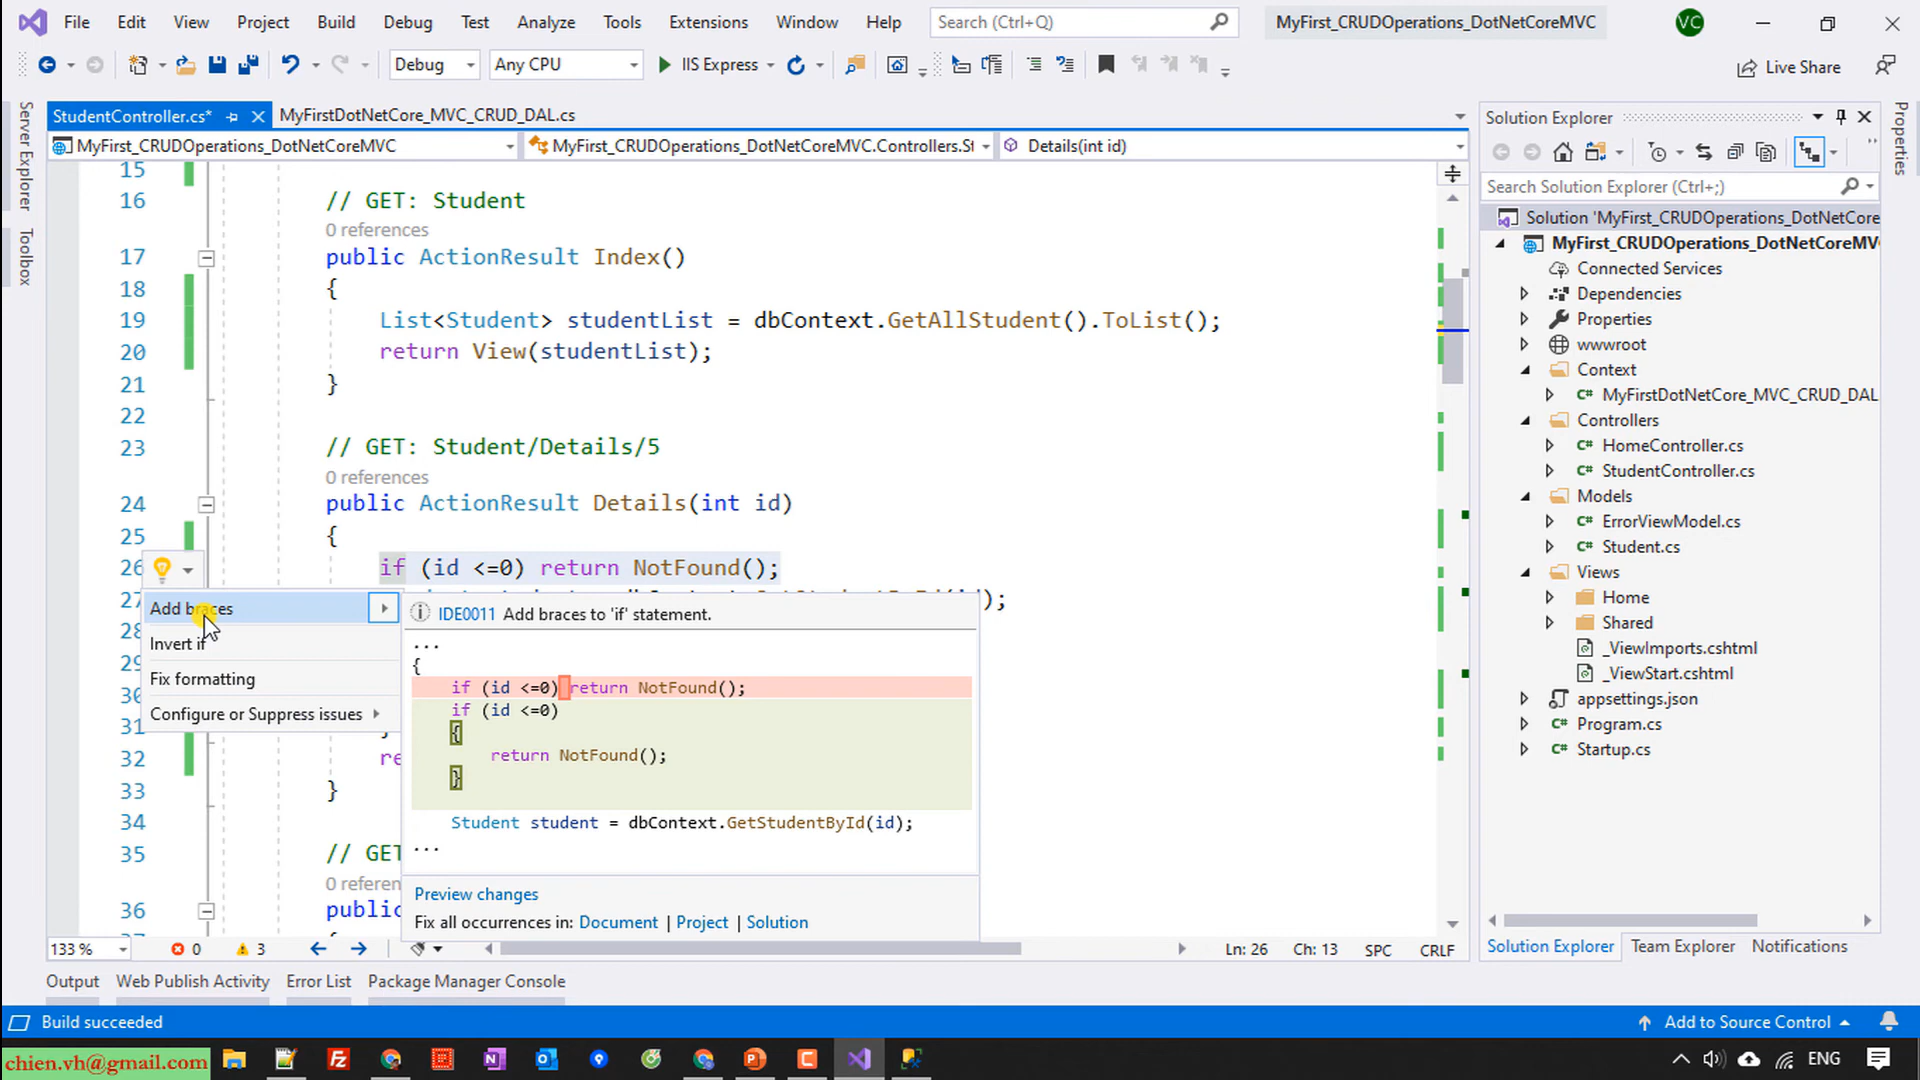 File Edit View Project Build Debug Test Analyze Tools Extensions Window Help Search (Ctrl+Q) MyFirst_CRUDOperations_DotNetCoreMVC VC
Debug Any CPU IIS Express Live Share
StudentController.cs* MyFirstDotNetCore_MVC_CRUD_DAL.cs
MyFirst_CRUDOperations_DotNetCoreMVC MyFirst_CRUDOperations_DotNetCoreMVC.Controllers.St Details(int id)
Server Explorer
Toolbox
15
16 // GET: Student
0 references
17 public ActionResult Index()
18 {
19 List<Student> studentList = dbContext.GetAllStudent().ToList();
20 return View(studentList);
21 }
22
23 // GET: Student/Details/5
0 references
24 public ActionResult Details(int id)
25 {
26 if (id <=0) return NotFound();
27 (id);
28
29
30
31
32 re
33 }
34
35 // GET
0 referen
36 public
Add braces
Invert if
Fix formatting
Configure or Suppress issues
IDE0011 Add braces to 'if' statement.
...
{
if (id <=0) return NotFound();
if (id <=0)
{
return NotFound();
}
Student student = dbContext.GetStudentById(id);
...
Preview changes
Fix all occurrences in: Document | Project | Solution
133 % 0 3 Ln: 26 Ch: 13 SPC CRLF
Output Web Publish Activity Error List Package Manager Console
Solution Explorer
Search Solution Explorer (Ctrl+;)
Solution 'MyFirst_CRUDOperations_DotNetCore
MyFirst_CRUDOperations_DotNetCoreMV
Connected Services
Dependencies
Properties
wwwroot
Context
MyFirstDotNetCore_MVC_CRUD_DAL
Controllers
HomeController.cs
StudentController.cs
Models
ErrorViewModel.cs
Student.cs
Views
Home
Shared
_ViewImports.cshtml
_ViewStart.cshtml
appsettings.json
Program.cs
Startup.cs
Solution Explorer Team Explorer Notifications
Properties
Build succeeded Add to Source Control
chien.vh@gmail.com ENG